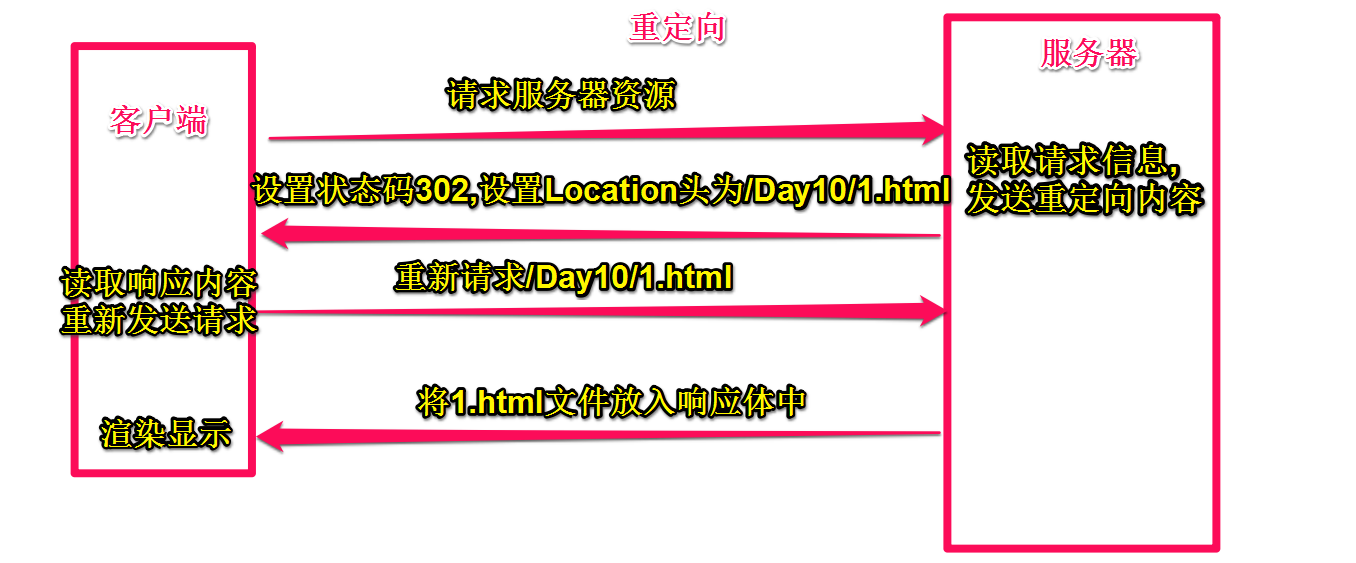 重定向
服务器
客户端
请求服务器资源
读取请求信息,
发送重定向内容
设置状态码302,设置Location头为/Day10/1.html
读取响应内容
重新发送请求
重新请求/Day10/1.html
将1.html文件放入响应体中
渲染显示